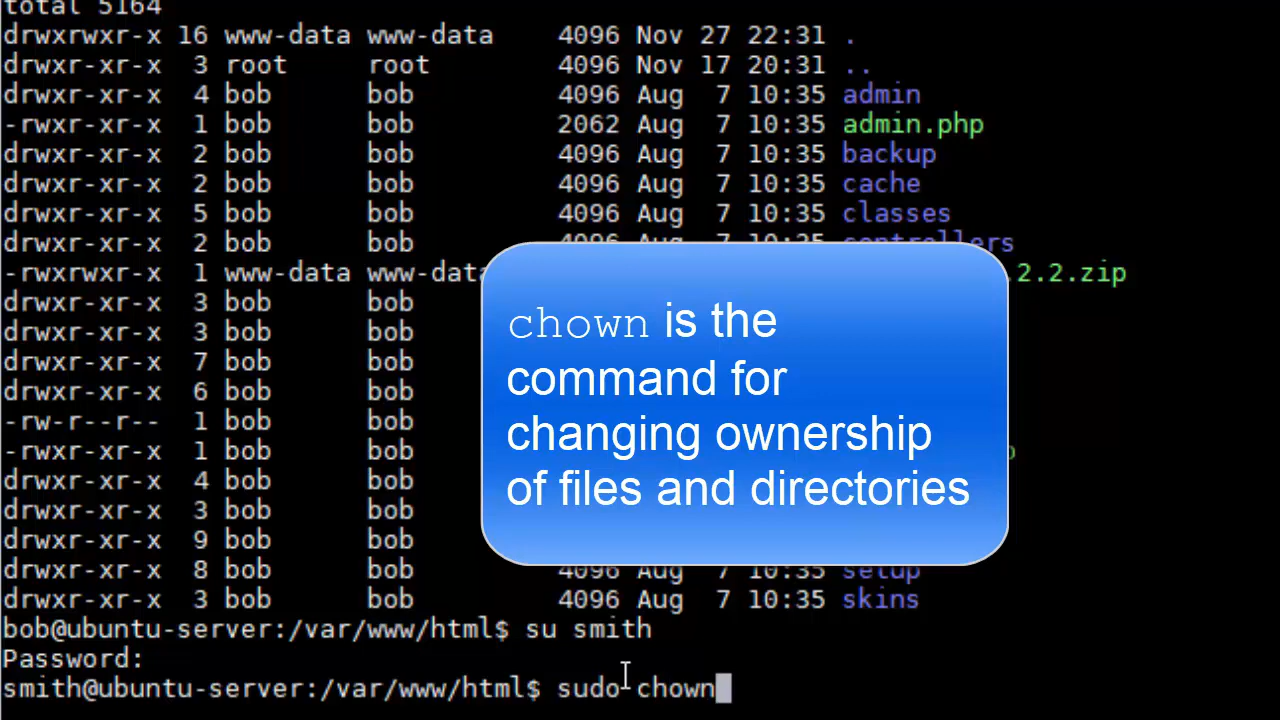 total 5164
drwxrwxr-x 16 www-data www-data 4096 Nov 27 22:31 .
drwxr-xr-x 3 root root 4096 Nov 17 20:31 ..
drwxr-xr-x 4 bob bob 4096 Aug 7 10:35 admin
-rwxr-xr-x 1 bob bob 2062 Aug 7 10:35 admin.php
drwxr-xr-x 2 bob bob 4096 Aug 7 10:35 backup
drwxr-xr-x 2 bob bob 4096 Aug 7 10:35 cache
drwxr-xr-x 5 bob bob 4096 Aug 7 10:35 classes
drwxr-xr-x 2 bob bob 4096 Aug 7 10:35 controllers
-rwxrwxr-x 1 www-data www-data .2.2.zip
drwxr-xr-x 3 bob bob
drwxr-xr-x 3 bob bob
drwxr-xr-x 7 bob bob
drwxr-xr-x 6 bob bob
-rw-r--r-- 1 bob bob
-rwxr-xr-x 1 bob bob
drwxr-xr-x 4 bob bob
drwxr-xr-x 3 bob bob
drwxr-xr-x 9 bob bob
drwxr-xr-x 8 bob bob 4096 Aug 7 10:35 setup
drwxr-xr-x 3 bob bob 4096 Aug 7 10:35 skins
bob@ubuntu-server:/var/www/html$ su smith
Password:
smith@ubuntu-server:/var/www/html$ sudo chown
chown is the
command for
changing ownership
of files and directories